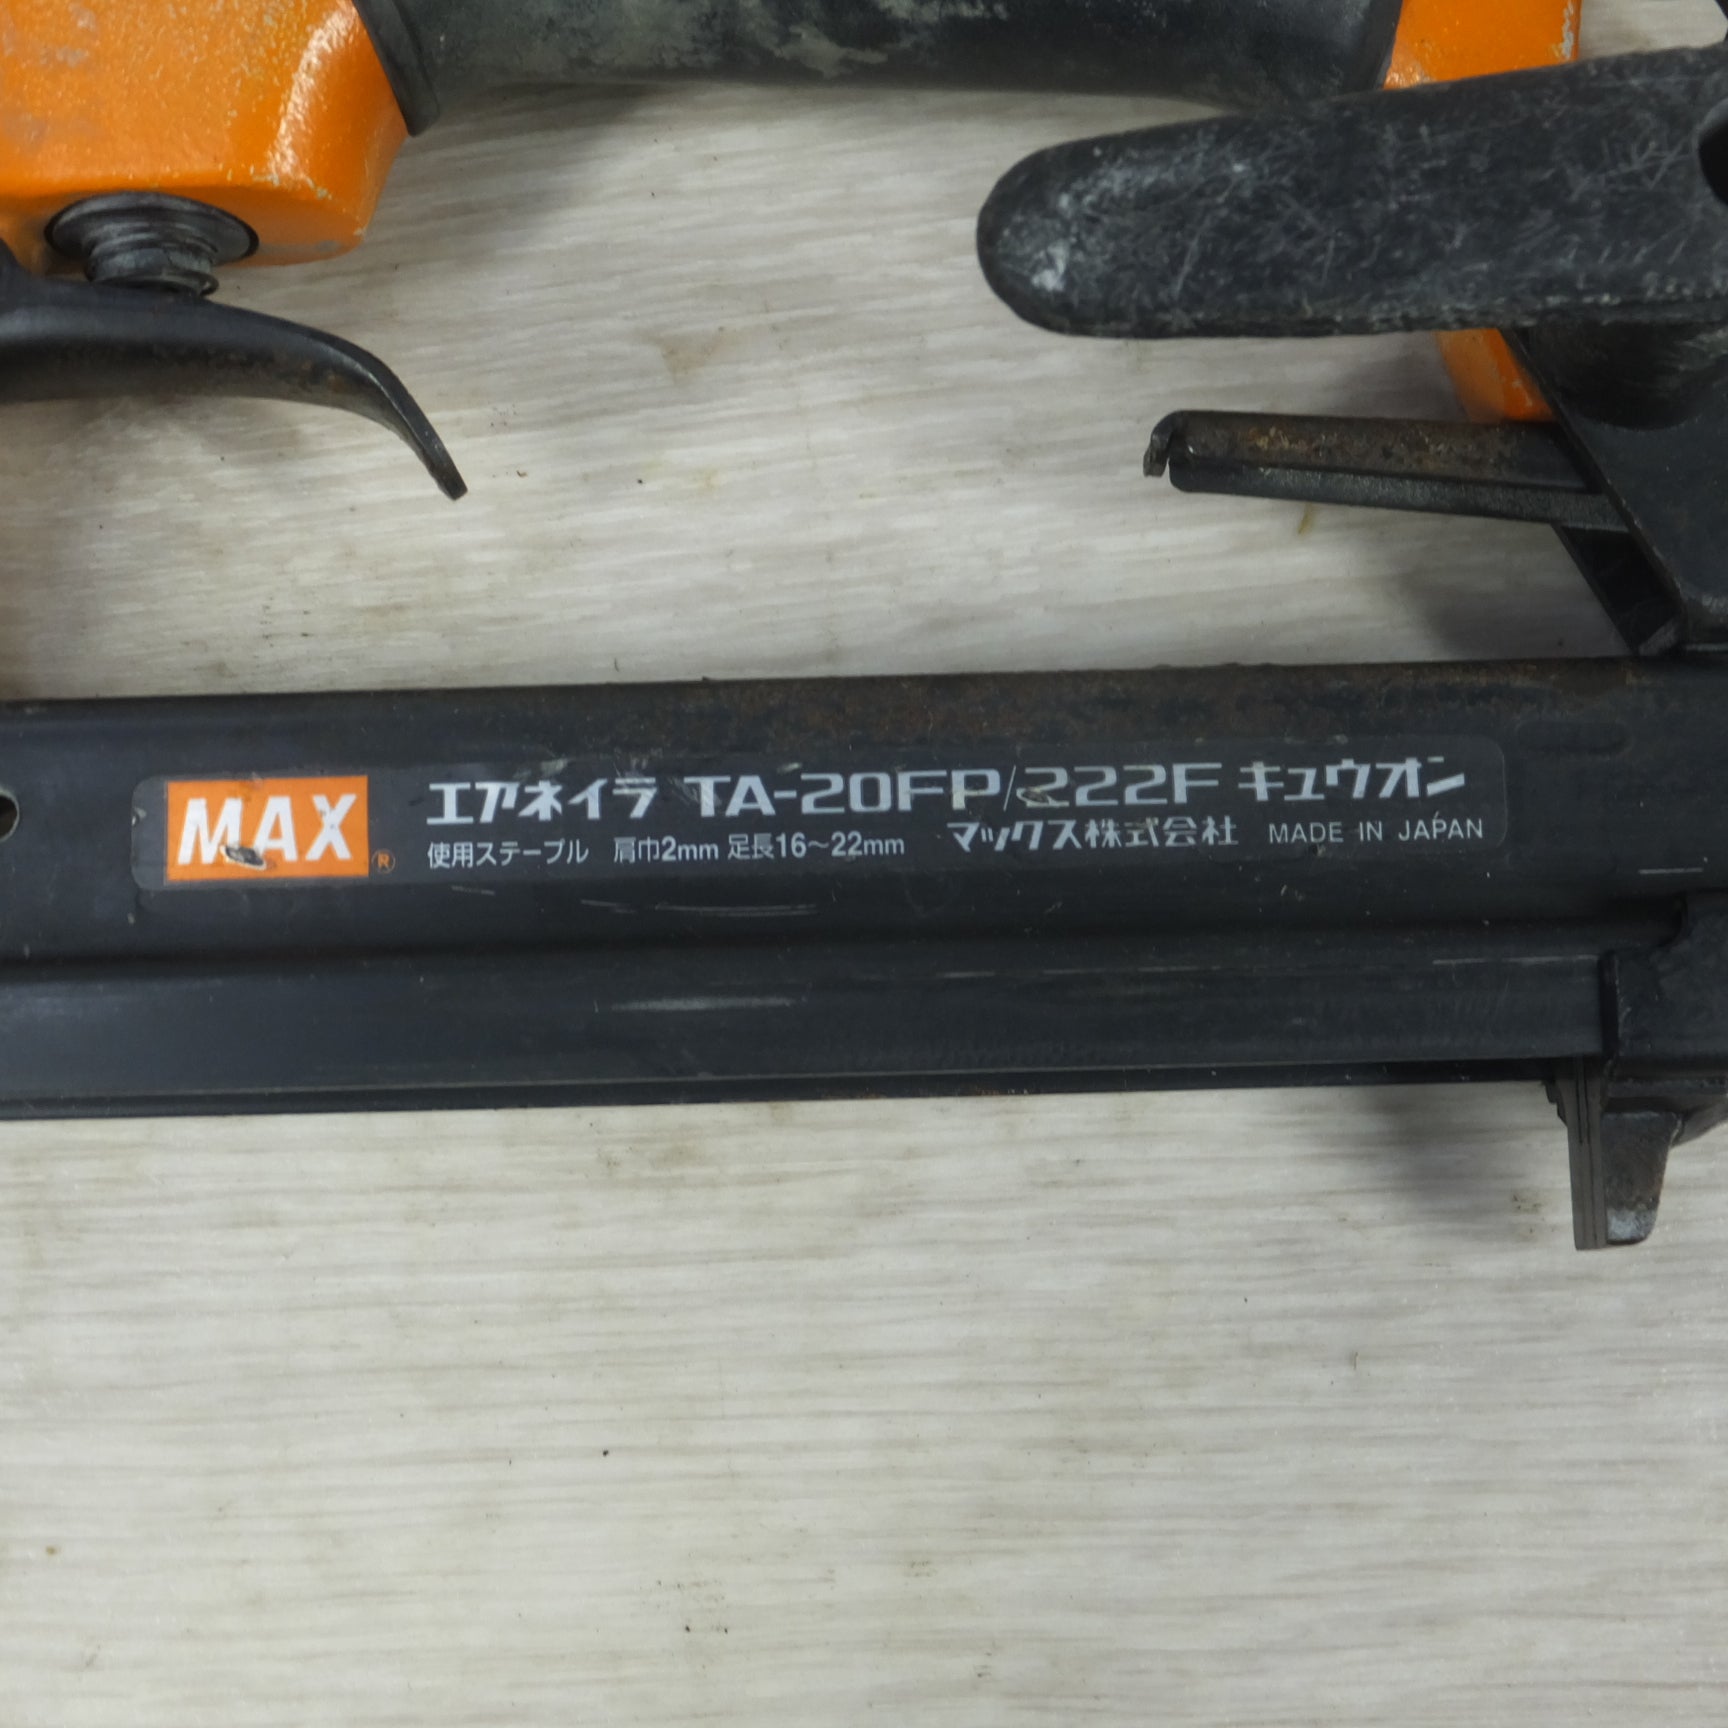 MAX® エアネイラ TA-20FP/222F キュウオン
使用ステープル 肩巾2mm 足長16～22mm マックス株式会社 MADE IN JAPAN